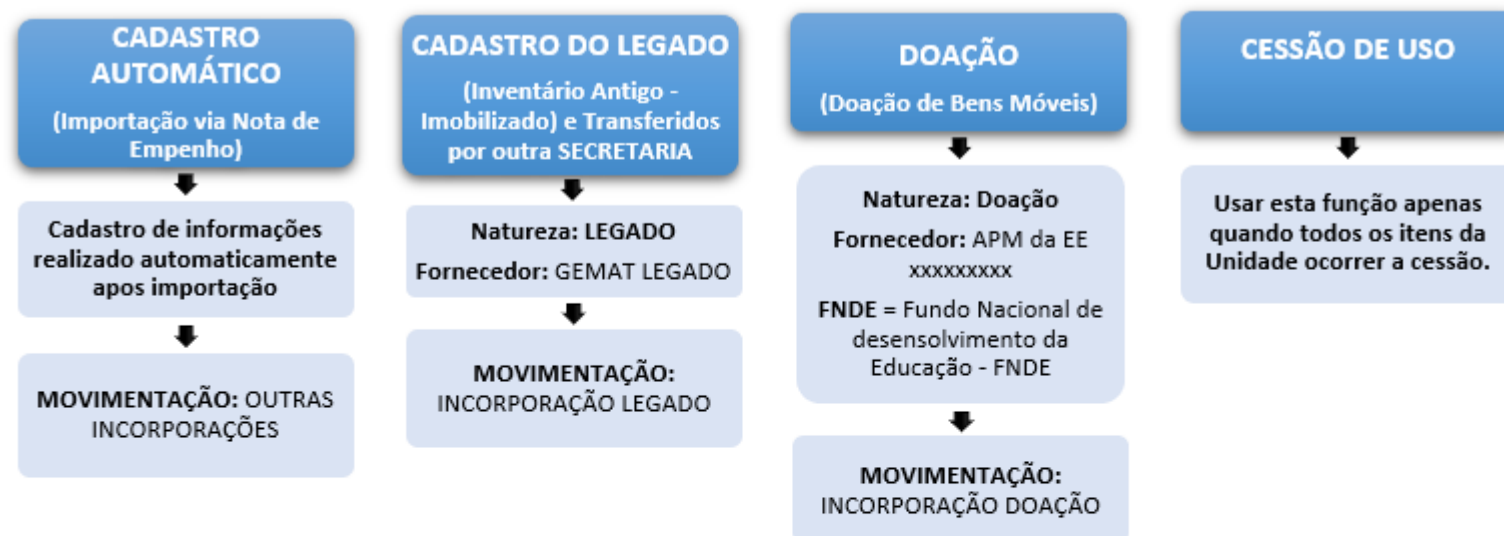 CADASTRO
AUTOMÁTICO
(Importação via Nota de
Empenho)
Cadastro de informações
realizado automaticamente
apos importação
MOVIMENTAÇÃO: OUTRAS
INCORPORAÇÕES
CADASTRO DO LEGADO
(Inventário Antigo -
Imobilizado) e Transferidos
por outra SECRETARIA
Natureza: LEGADO
Fornecedor: GEMAT LEGADO
MOVIMENTAÇÃO:
INCORPORAÇÃO LEGADO
DOAÇÃO
(Doação de Bens Móveis)
Natureza: Doação
Fornecedor: APM da EE
xxxxxxxxx
FNDE = Fundo Nacional de
desensolvimento da
Educação - FNDE
MOVIMENTAÇÃO:
INCORPORAÇÃO DOAÇÃO
CESSÃO DE USO
Usar esta função apenas
quando todos os itens da
Unidade ocorrer a cessão.